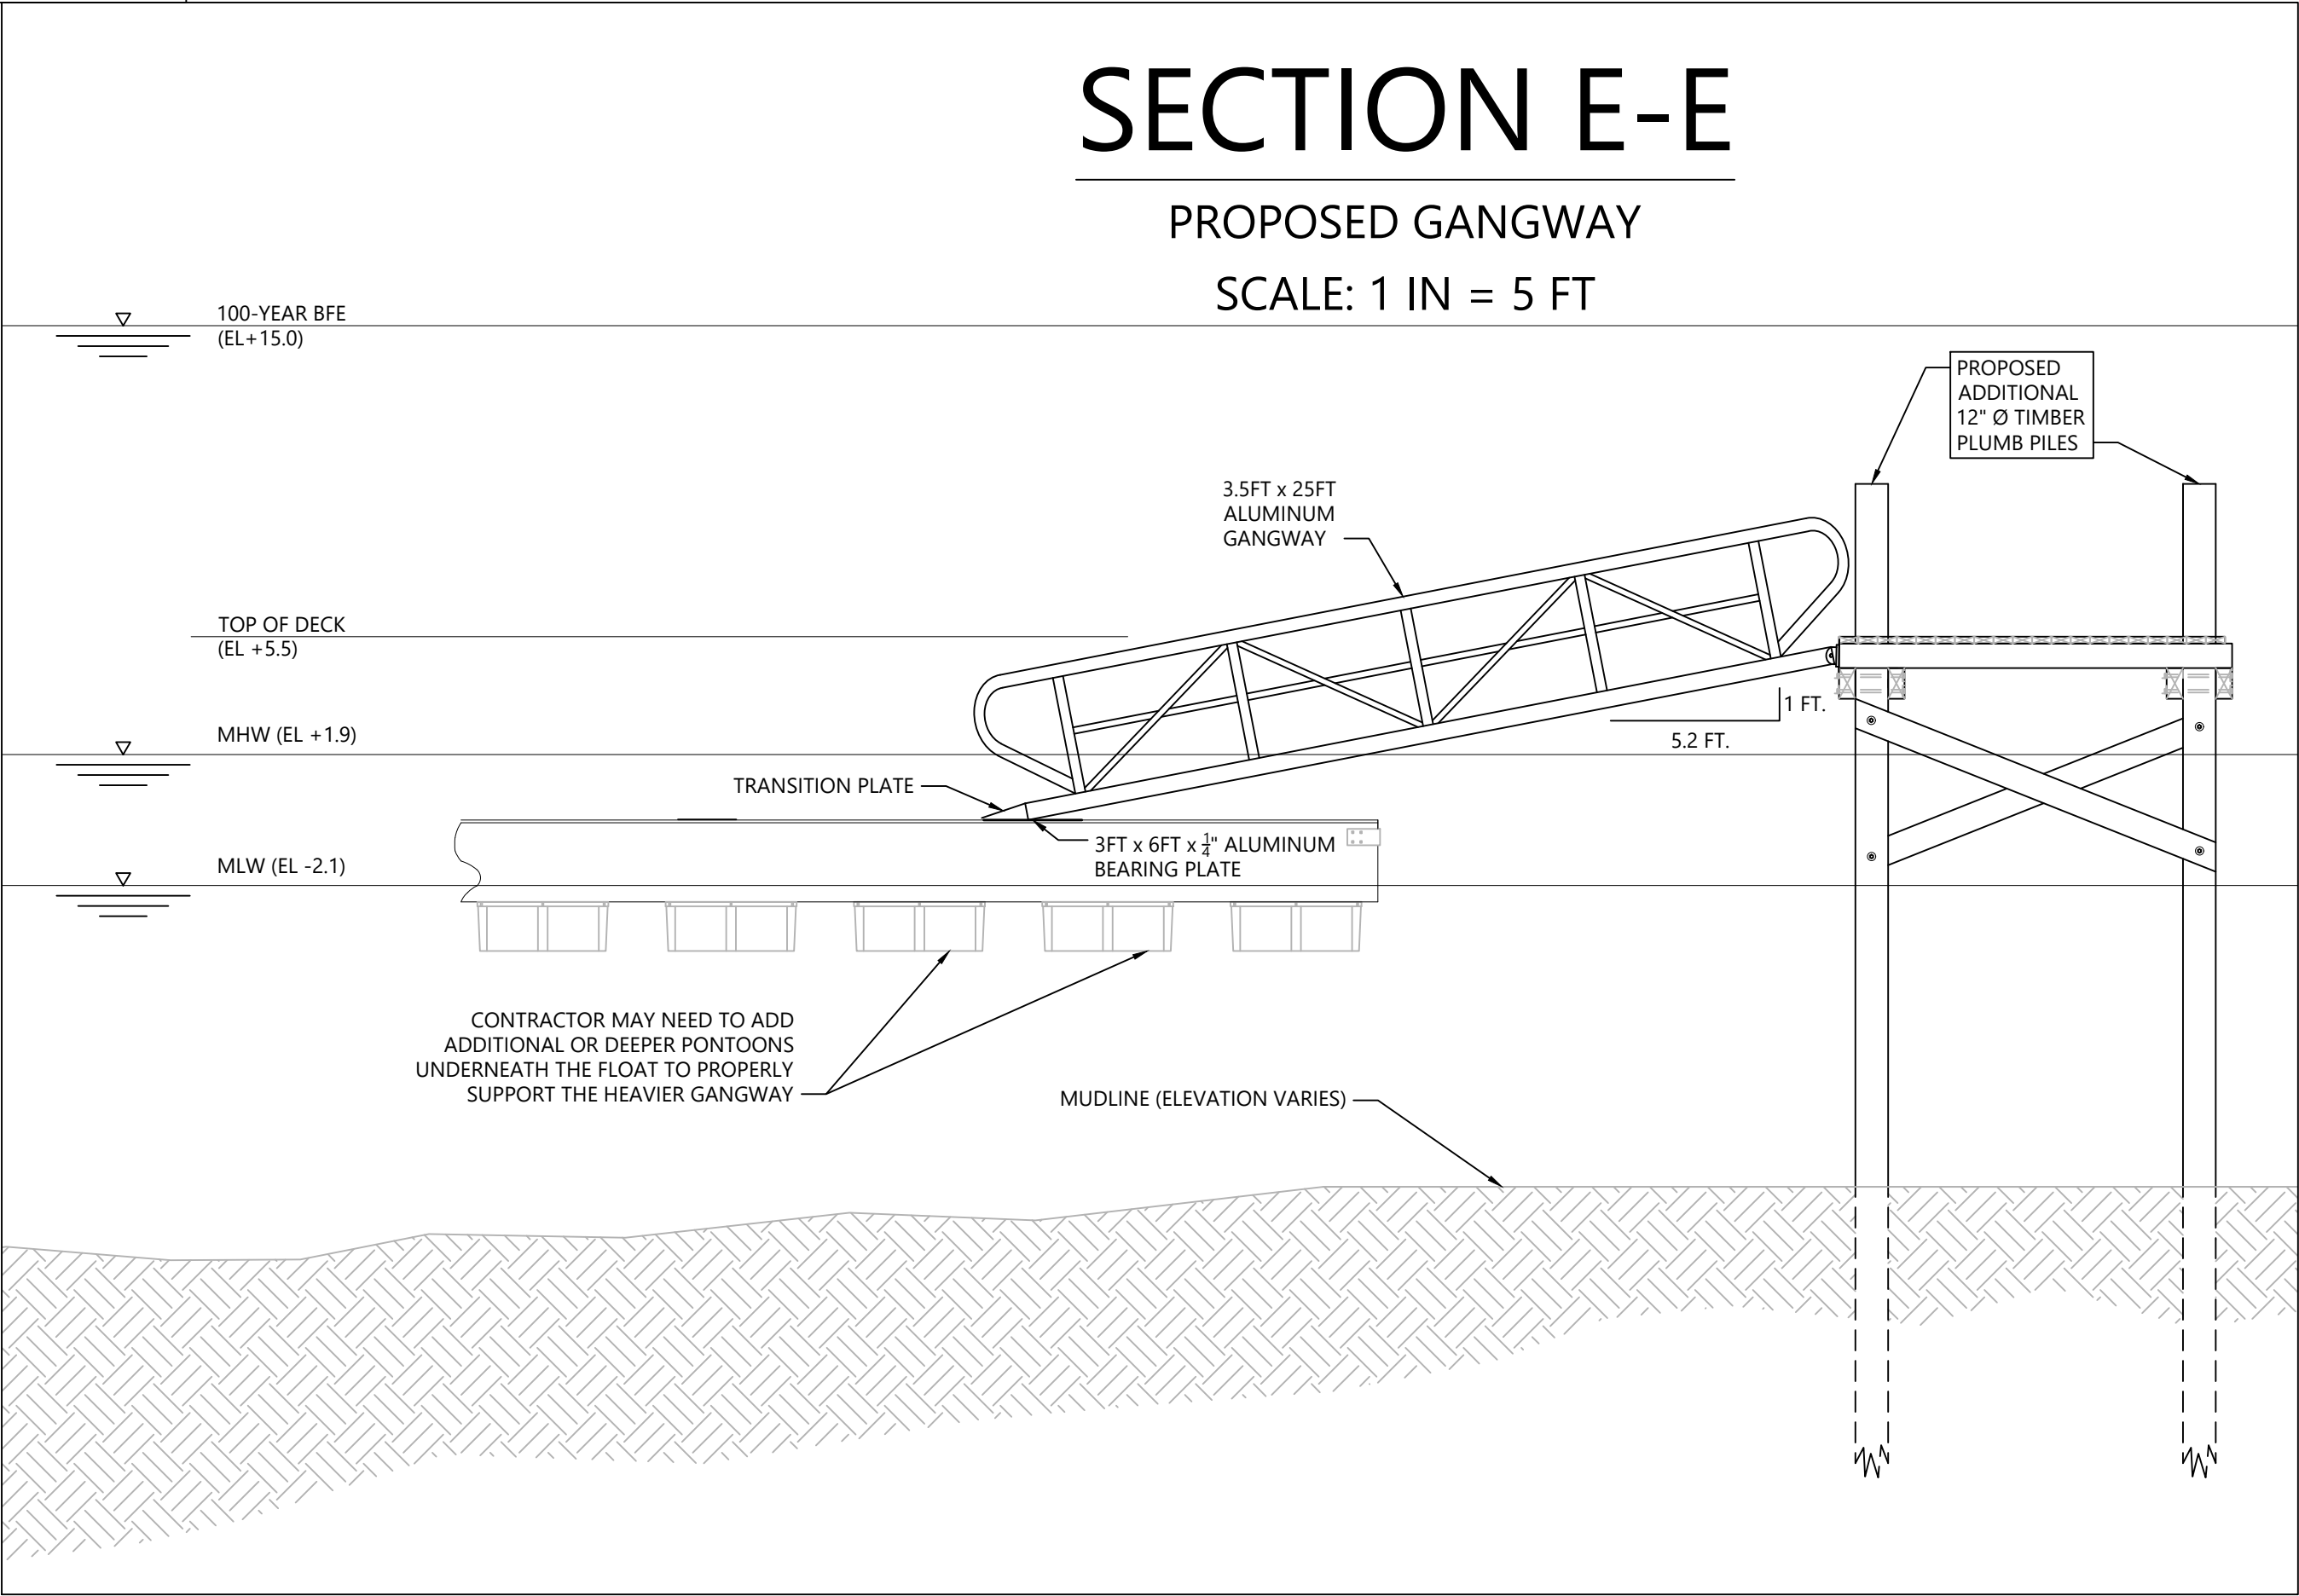 SECTION E-E
PROPOSED GANGWAY
SCALE: 1 IN = 5 FT
100-YEAR BFE
(EL+15.0)
PROPOSED
ADDITIONAL
12" Ø TIMBER
PLUMB PILES
3.5FT x 25FT
ALUMINUM
GANGWAY
TOP OF DECK
(EL +5.5)
1 FT.
5.2 FT.
MHW (EL +1.9)
TRANSITION PLATE
3FT x 6FT x 1/4" ALUMINUM
BEARING PLATE
MLW (EL -2.1)
CONTRACTOR MAY NEED TO ADD
ADDITIONAL OR DEEPER PONTOONS
UNDERNEATH THE FLOAT TO PROPERLY
SUPPORT THE HEAVIER GANGWAY
MUDLINE (ELEVATION VARIES)